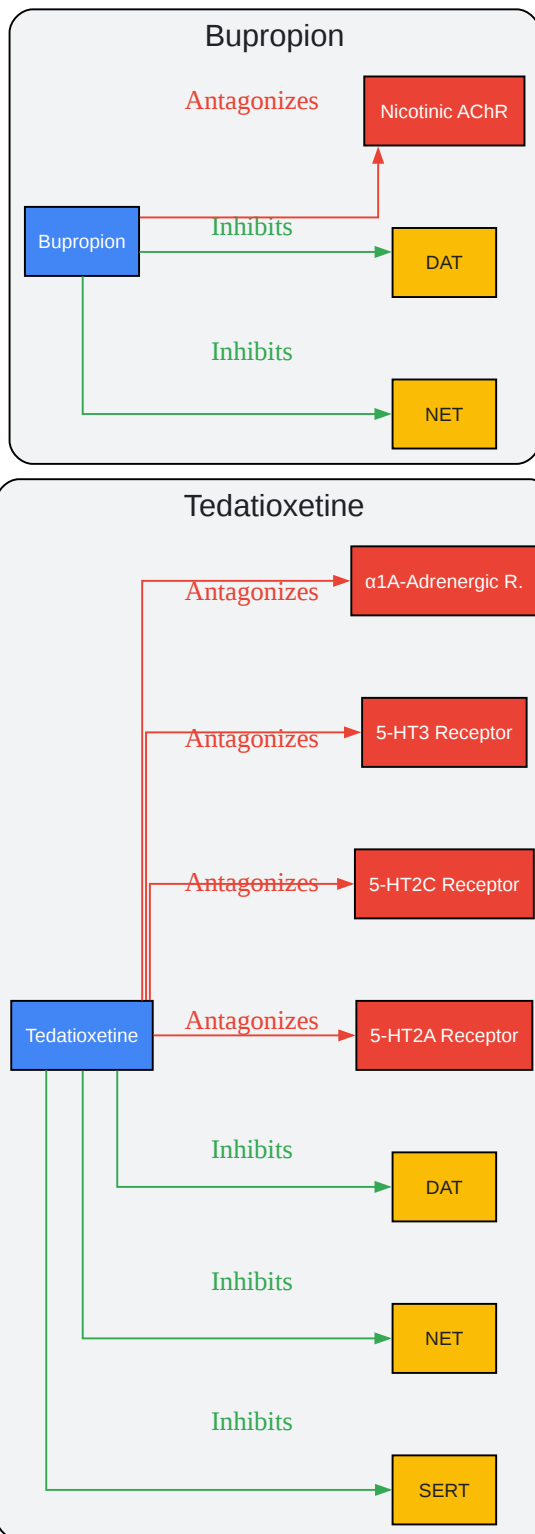 Bupropion
Antagonizes
Nicotinic AChR
Inhibits
Bupropion
DAT
Inhibits
NET
Tedatioxetine
α1A-Adrenergic R.
Antagonizes
5-HT3 Receptor
Antagonizes
Antagonizes
5-HT2C Receptor
Antagonizes
Tedatioxetine
5-HT2A Receptor
Inhibits
DAT
Inhibits
NET
Inhibits
SERT